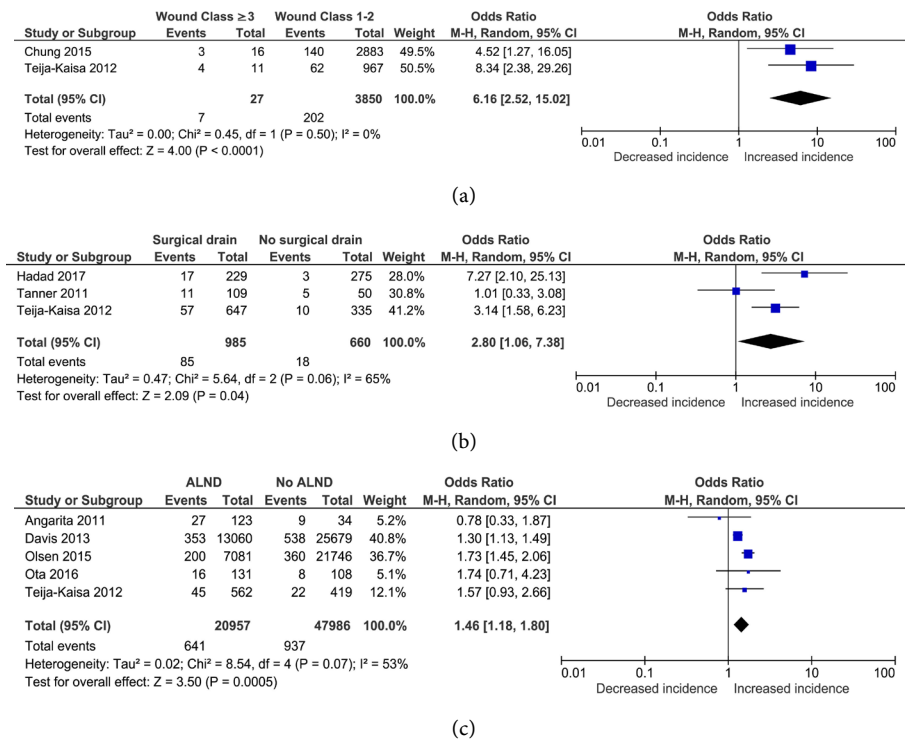 Wound Class ≥3 Wound Class 1-2 Odds Ratio Odds Ratio
Study or Subgroup Events Total Events Total Weight M-H, Random, 95% CI M-H, Random, 95% CI
Chung 2015 3 16 140 2883 49.5% 4.52 [1.27, 16.05]
Teija-Kaisa 2012 4 11 62 967 50.5% 8.34 [2.38, 29.26]
Total (95% CI) 27 3850 100.0% 6.16 [2.52, 15.02]
Total events 7 202
Heterogeneity: Tau² = 0.00; Chi² = 0.45, df = 1 (P = 0.50); I² = 0%
Test for overall effect: Z = 4.00 (P < 0.0001)
0.01 0.1 1 10 100
Decreased incidence Increased incidence
(a)
Surgical drain No surgical drain Odds Ratio Odds Ratio
Study or Subgroup Events Total Events Total Weight M-H, Random, 95% CI M-H, Random, 95% CI
Hadad 2017 17 229 3 275 28.0% 7.27 [2.10, 25.13]
Tanner 2011 11 109 5 50 30.8% 1.01 [0.33, 3.08]
Teija-Kaisa 2012 57 647 10 335 41.2% 3.14 [1.58, 6.23]
Total (95% CI) 985 660 100.0% 2.80 [1.06, 7.38]
Total events 85 18
Heterogeneity: Tau² = 0.47; Chi² = 5.64, df = 2 (P = 0.06); I² = 65%
Test for overall effect: Z = 2.09 (P = 0.04)
0.01 0.1 1 10 100
Decreased incidence Increased incidence
(b)
ALND No ALND Odds Ratio Odds Ratio
Study or Subgroup Events Total Events Total Weight M-H, Random, 95% CI M-H, Random, 95% CI
Angarita 2011 27 123 9 34 5.2% 0.78 [0.33, 1.87]
Davis 2013 353 13060 538 25679 40.8% 1.30 [1.13, 1.49]
Olsen 2015 200 7081 360 21746 36.7% 1.73 [1.45, 2.06]
Ota 2016 16 131 8 108 5.1% 1.74 [0.71, 4.23]
Teija-Kaisa 2012 45 562 22 419 12.1% 1.57 [0.93, 2.66]
Total (95% CI) 20957 47986 100.0% 1.46 [1.18, 1.80]
Total events 641 937
Heterogeneity: Tau² = 0.02; Chi² = 8.54, df = 4 (P = 0.07); I² = 53%
Test for overall effect: Z = 3.50 (P = 0.0005)
0.01 0.1 1 10 100
Decreased incidence Increased incidence
(c)